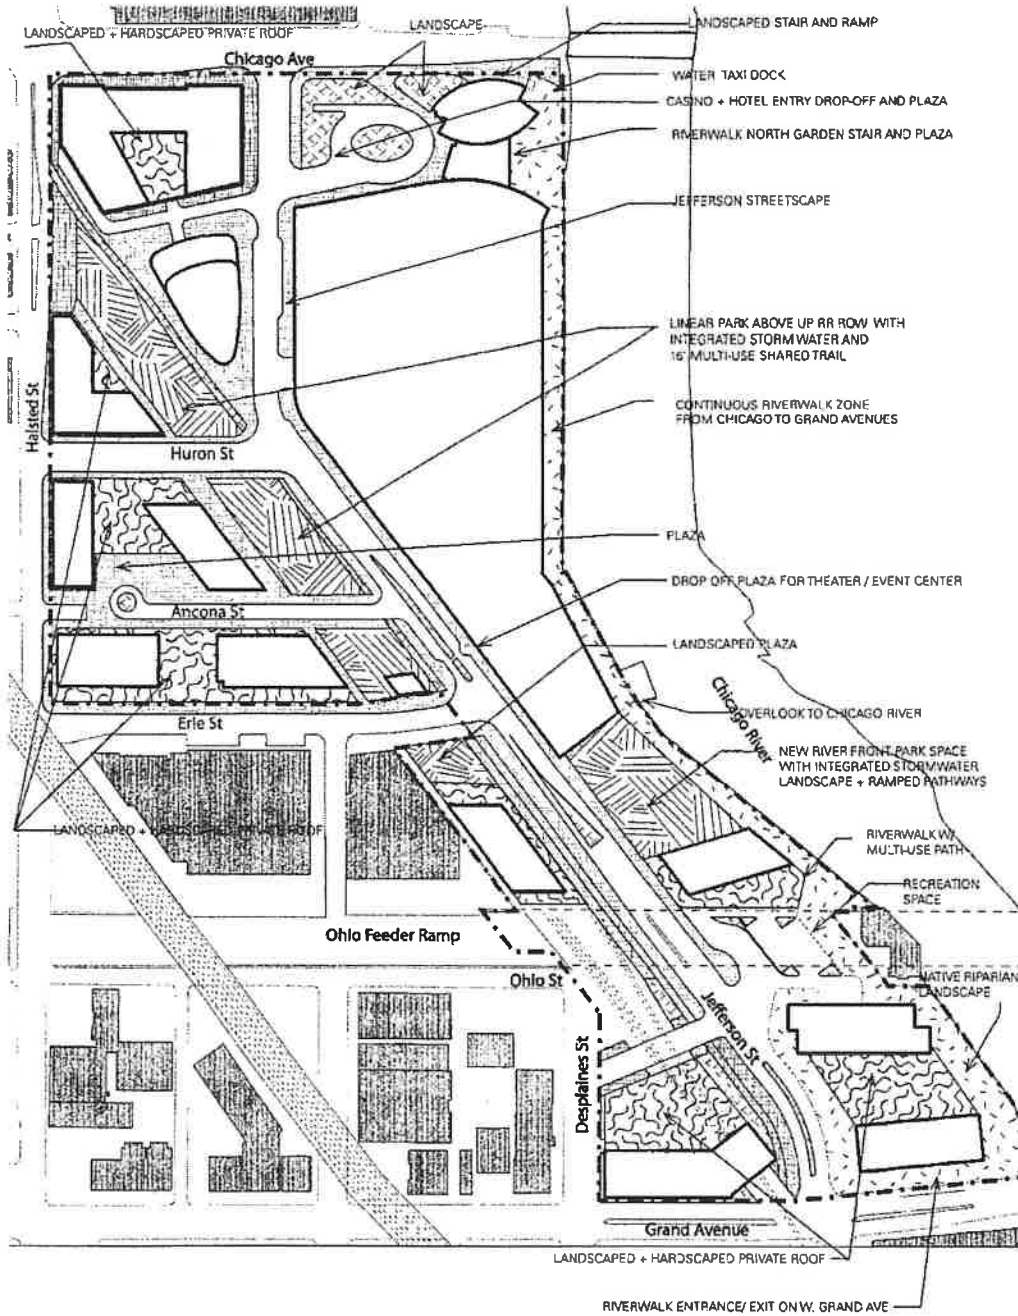 LANDSCAPED + HARDSCAPED PRIVATE ROOF
LANDSCAPE
LANDSCAPED STAIR AND RAMP
Chicago Ave
WATER TAXI DOCK
CASINO + HOTEL ENTRY DROP-OFF AND PLAZA
RIVERWALK NORTH GARDEN STAIR AND PLAZA
JEFFERSON STREETSCAPE
LINEAR PARK ABOVE UP RR ROW WITH
INTEGRATED STORM WATER AND
16' MULTI-USE SHARED TRAIL
Halsted St
CONTINUOUS RIVERWALK ZONE
FROM CHICAGO TO GRAND AVENUES
Huron St
PLAZA
DROP OFF PLAZA FOR THEATER / EVENT CENTER
Ancona St
LANDSCAPED PLAZA
Chicago River
Erie St
OVERLOOK TO CHICAGO RIVER
NEW RIVER FRONT PARK SPACE
WITH INTEGRATED STORMWATER
LANDSCAPE + RAMPED PATHWAYS
LANDSCAPED + HARDSCAPED PRIVATE ROOF
RIVERWALK W/
MULTI-USE PATH
RECREATION
SPACE
Ohio Feeder Ramp
Ohio St
NATIVE RIPARIAN
LANDSCAPE
Jefferson St
Desplaines St
Grand Avenue
LANDSCAPED + HARDSCAPED PRIVATE ROOF
RIVERWALK ENTRANCE/ EXIT ON W. GRAND AVE